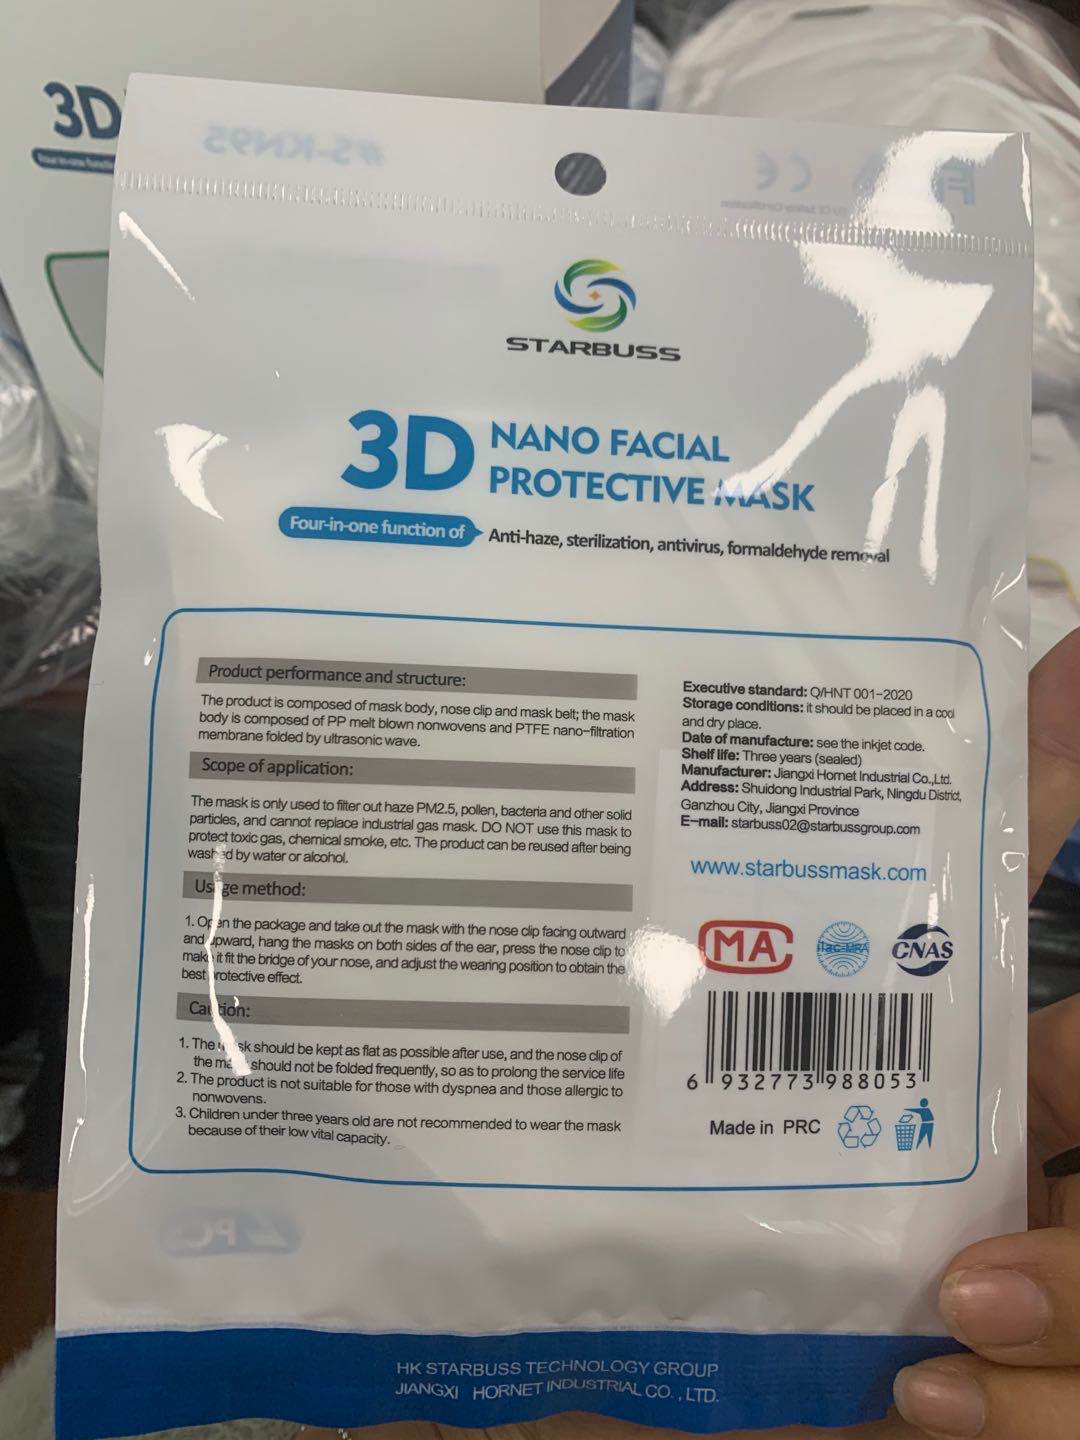 3D
#S-KN95
CE
STARBUSS
3D NANO FACIAL
PROTECTIVE MASK
Four-in-one function of Anti-haze, sterilization, antivirus, formaldehyde removal
Product performance and structure:
The product is composed of mask body, nose clip and mask belt; the mask
body is composed of PP melt blown nonwovens and PTFE nano-filtration
membrane folded by ultrasonic wave.
Scope of application:
The mask is only used to filter out haze PM2.5, pollen, bacteria and other solid
particles, and cannot replace industrial gas mask. DO NOT use this mask to
protect toxic gas, chemical smoke, etc. The product can be reused after being
washed by water or alcohol.
Usage method:
1. Open the package and take out the mask with the nose clip facing outward
and upward, hang the masks on both sides of the ear, press the nose clip to
make it fit the bridge of your nose, and adjust the wearing position to obtain the
best protective effect.
Caution:
1. The mask should be kept as flat as possible after use, and the nose clip of
the mask should not be folded frequently, so as to prolong the service life
2. The product is not suitable for those with dyspnea and those allergic to
nonwovens.
3. Children under three years old are not recommended to wear the mask
because of their low vital capacity.
Executive standard: Q/HNT 001-2020
Storage conditions: it should be placed in a cool
and dry place.
Date of manufacture: see the inkjet code.
Shelf life: Three years (sealed)
Manufacturer: Jiangxi Hornet Industrial Co.,Ltd.
Address: Shuidong Industrial Park, Ningdu District,
Ganzhou City, Jiangxi Province
E-mail: starbuss02@starbussgroup.com
www.starbussmask.com
MA ilac-MRA CNAS
6 932773 988053
Made in PRC
HK STARBUSS TECHNOLOGY GROUP
JIANGXI HORNET INDUSTRIAL CO., LTD.